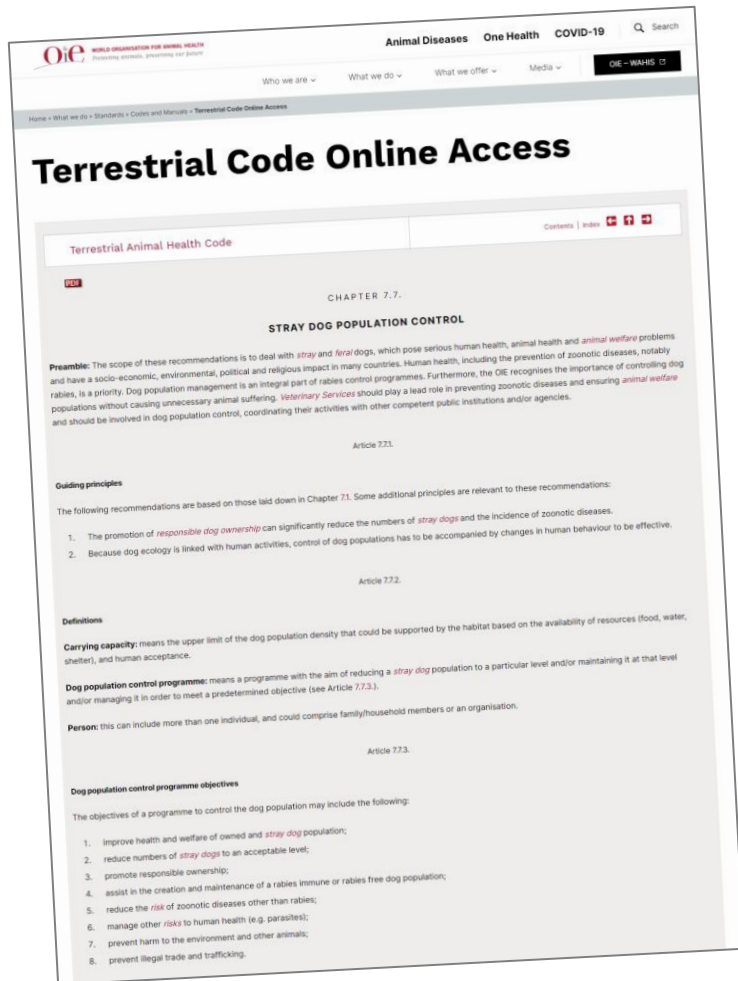 OiE WORLD ORGANISATION FOR ANIMAL HEALTH
Protecting animals, preserving our future
Animal Diseases One Health COVID-19 Search
Who we are What we do What we offer Media OIE – WAHIS
Home » What we do » Standards » Codes and Manuals » Terrestrial Code Online Access
Terrestrial Code Online Access
Terrestrial Animal Health Code
Contents | Index
PDF
CHAPTER 7.7.
STRAY DOG POPULATION CONTROL
Preamble: The scope of these recommendations is to deal with stray and feral dogs, which pose serious human health, animal health and animal welfare problems
and have a socio-economic, environmental, political and religious impact in many countries. Human health, including the prevention of zoonotic diseases, notably
rabies, is a priority. Dog population management is an integral part of rabies control programmes. Furthermore, the OIE recognises the importance of controlling dog
populations without causing unnecessary animal suffering. Veterinary Services should play a lead role in preventing zoonotic diseases and ensuring animal welfare
and should be involved in dog population control, coordinating their activities with other competent public institutions and/or agencies.
Article 7.7.1.
Guiding principles
The following recommendations are based on those laid down in Chapter 7.1. Some additional principles are relevant to these recommendations:
1. The promotion of responsible dog ownership can significantly reduce the numbers of stray dogs and the incidence of zoonotic diseases.
2. Because dog ecology is linked with human activities, control of dog populations has to be accompanied by changes in human behaviour to be effective.
Article 7.7.2.
Definitions
Carrying capacity: means the upper limit of the dog population density that could be supported by the habitat based on the availability of resources (food, water,
shelter), and human acceptance.
Dog population control programme: means a programme with the aim of reducing a stray dog population to a particular level and/or maintaining it at that level
and/or managing it in order to meet a predetermined objective (see Article 7.7.3.).
Person: this can include more than one individual, and could comprise family/household members or an organisation.
Article 7.7.3.
Dog population control programme objectives
The objectives of a programme to control the dog population may include the following:
1. improve health and welfare of owned and stray dog population;
2. reduce numbers of stray dogs to an acceptable level;
3. promote responsible ownership;
4. assist in the creation and maintenance of a rabies immune or rabies free dog population;
5. reduce the risk of zoonotic diseases other than rabies;
6. manage other risks to human health (e.g. parasites);
7. prevent harm to the environment and other animals;
8. prevent illegal trade and trafficking.